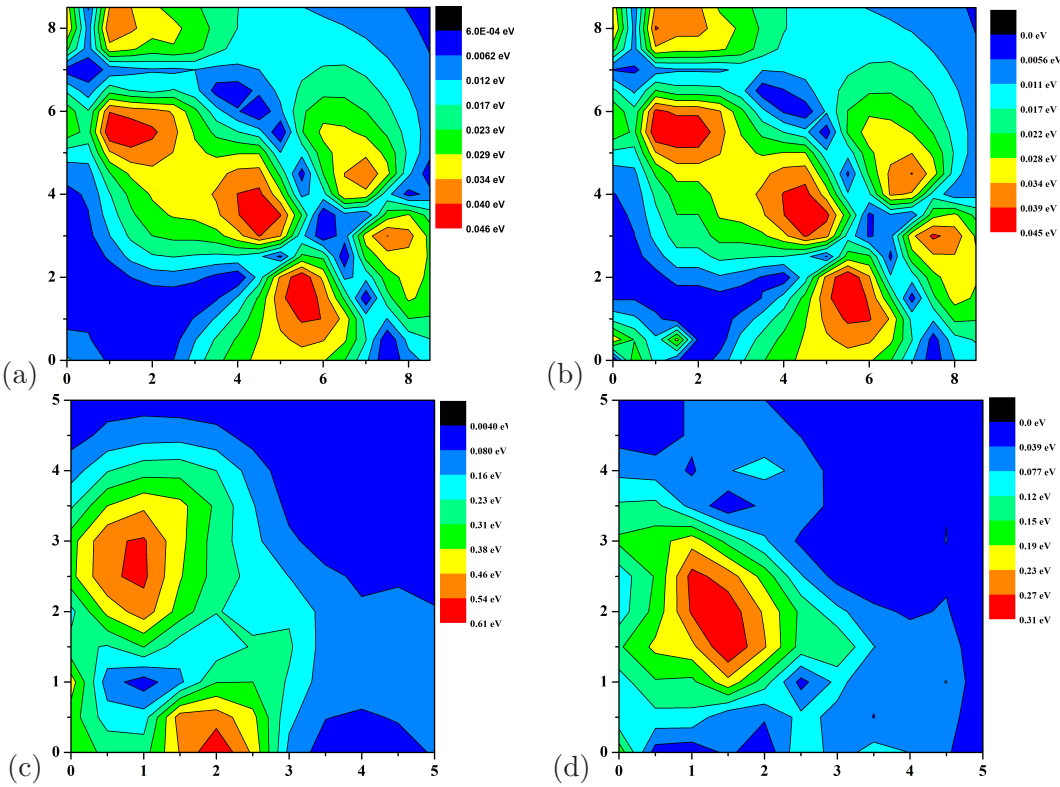 8
6
4
2
0
0
2
4
6
8
6.0E-04 eV
0.0062 eV
0.012 eV
0.017 eV
0.023 eV
0.029 eV
0.034 eV
0.040 eV
0.046 eV
(a)
8
6
4
2
0
0
2
4
6
8
0.0 eV
0.0056 eV
0.011 eV
0.017 eV
0.022 eV
0.028 eV
0.034 eV
0.039 eV
0.045 eV
(b)
5
4
3
2
1
0
0
1
2
3
4
5
0.0040 eV
0.080 eV
0.16 eV
0.23 eV
0.31 eV
0.38 eV
0.46 eV
0.54 eV
0.61 eV
(c)
5
4
3
2
1
0
0
1
2
3
4
5
0.0 eV
0.039 eV
0.077 eV
0.12 eV
0.15 eV
0.19 eV
0.23 eV
0.27 eV
0.31 eV
(d)